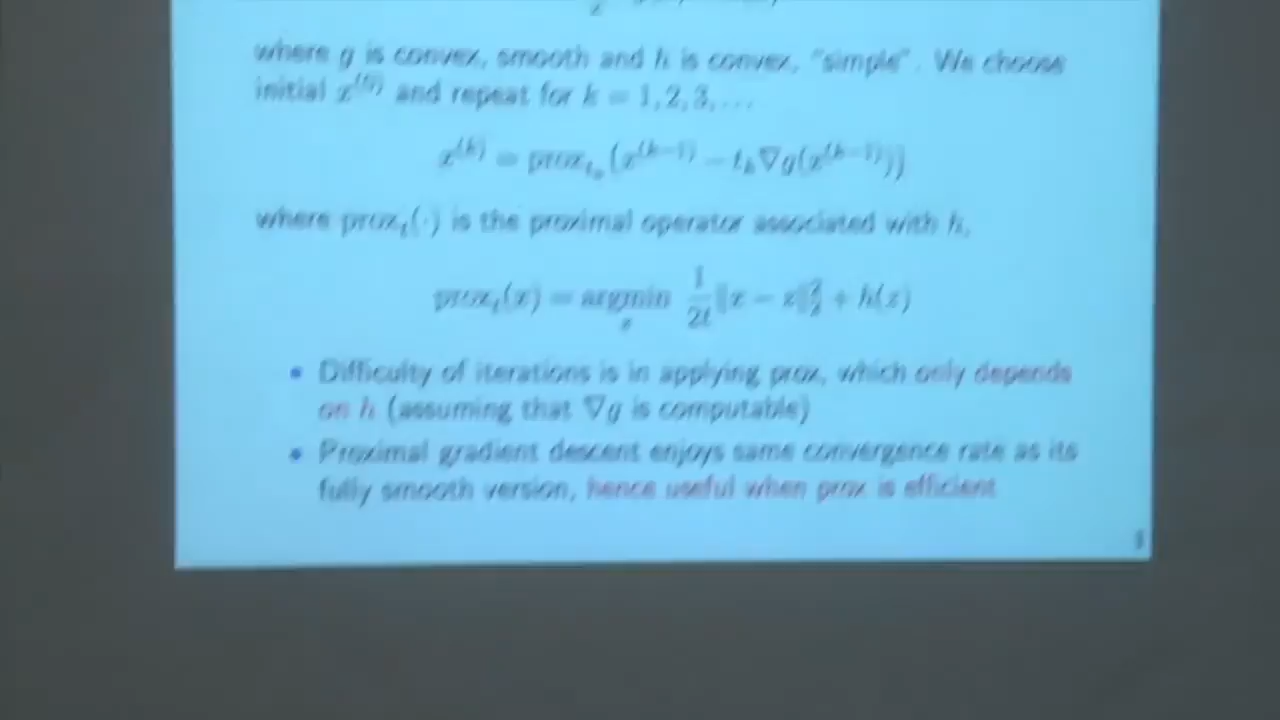 where g is convex, smooth and h is convex, "simple". We choose
initial x^(0) and repeat for k = 1, 2, 3, ...
x^(k) = prox_{t_k}(x^(k−1) − t_k∇g(x^(k−1)))
where prox_t(·) is the proximal operator associated with h,
prox_t(x) = argmin_z 1/2t ‖x − z‖²₂ + h(z)
• Difficulty of iterations is in applying prox, which only depends
on h (assuming that ∇g is computable)
• Proximal gradient descent enjoys same convergence rate as its
fully smooth version, hence useful when prox is efficient